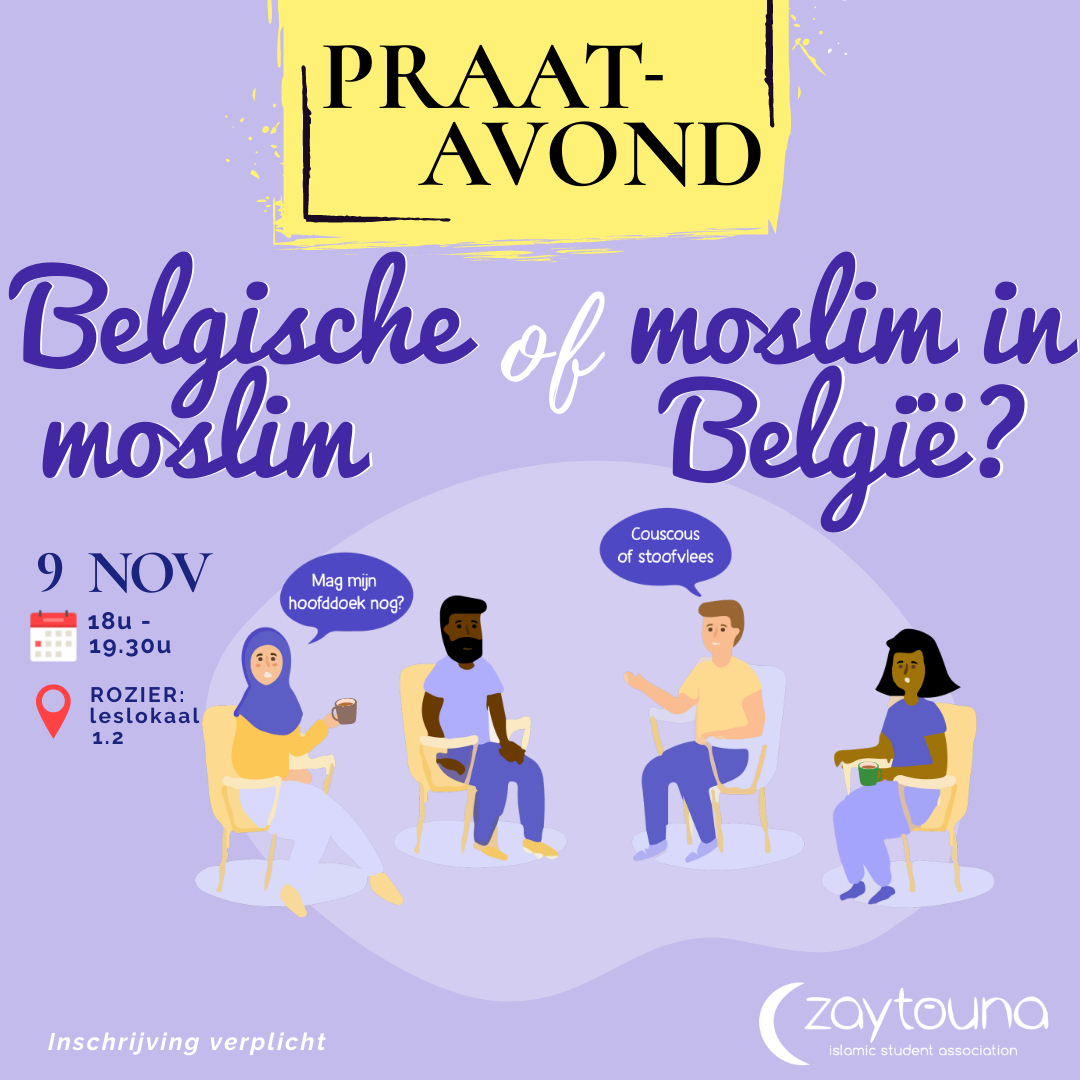 PRAAT-
AVOND
Belgische
moslim
of
moslim in
België?
9 NOV
18u -
19.30u
ROZIER:
leslokaal
1.2
Mag mijn
hoofddoek nog?
Couscous
of stoofvlees
Inschrijving verplicht
zaytouna
islamic student association